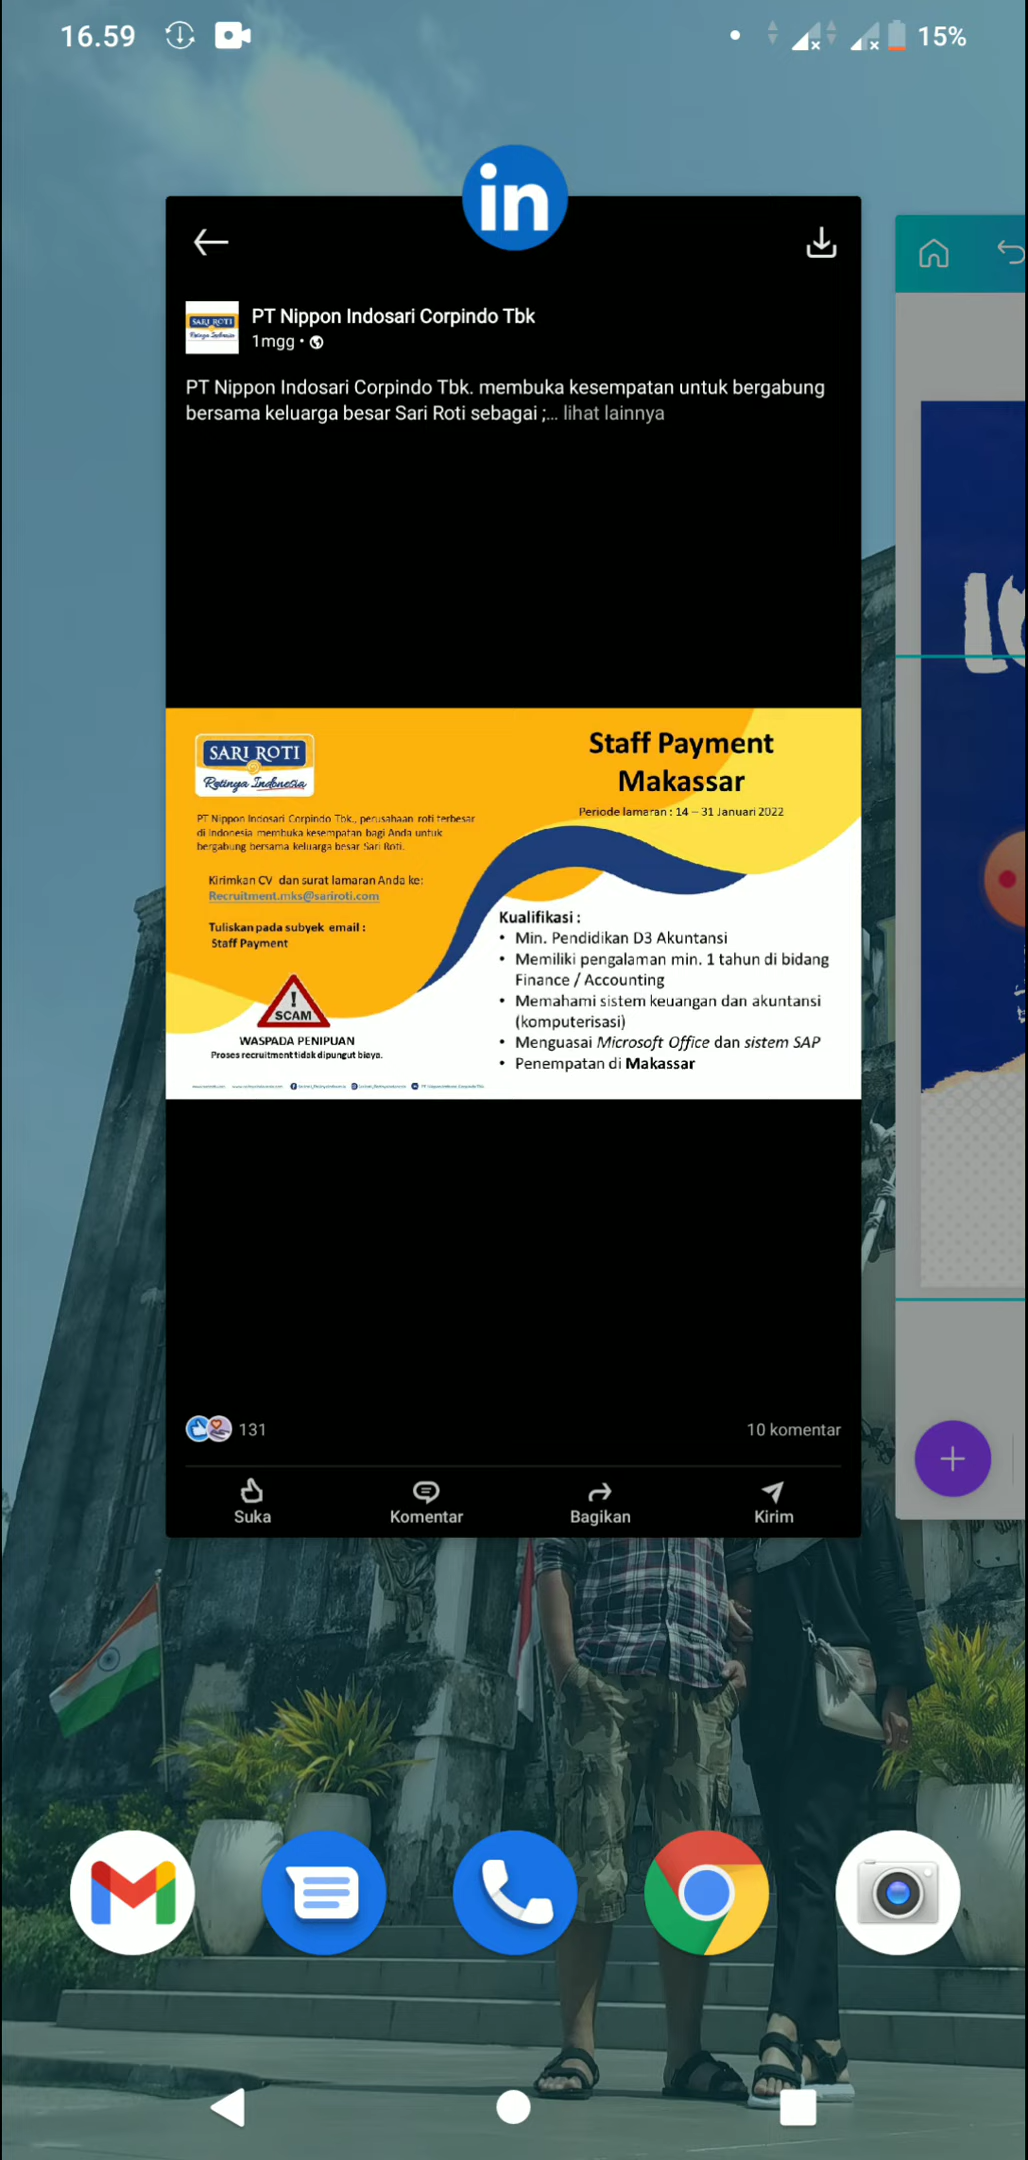 16.59
15%
in
PT Nippon Indosari Corpindo Tbk
1mgg •
PT Nippon Indosari Corpindo Tbk. membuka kesempatan untuk bergabung
bersama keluarga besar Sari Roti sebagai ;... lihat lainnya
SARI ROTI
Rotinya Indonesia
Staff Payment
Makassar
Periode lamaran : 14 – 31 Januari 2022
PT Nippon Indosari Corpindo Tbk., perusahaan roti terbesar
di Indonesia membuka kesempatan bagi Anda untuk
bergabung bersama keluarga besar Sari Roti.
Kirimkan CV dan surat lamaran Anda ke:
Recruitment.mks@sariroti.com
Tuliskan pada subyek email :
Staff Payment
!
SCAM
WASPADA PENIPUAN
Proses recruitment tidak dipungut biaya.
Kualifikasi :
• Min. Pendidikan D3 Akuntansi
• Memiliki pengalaman min. 1 tahun di bidang
Finance / Accounting
• Memahami sistem keuangan dan akuntansi
(komputerisasi)
• Menguasai Microsoft Office dan sistem SAP
• Penempatan di Makassar
131
10 komentar
Suka
Komentar
Bagikan
Kirim